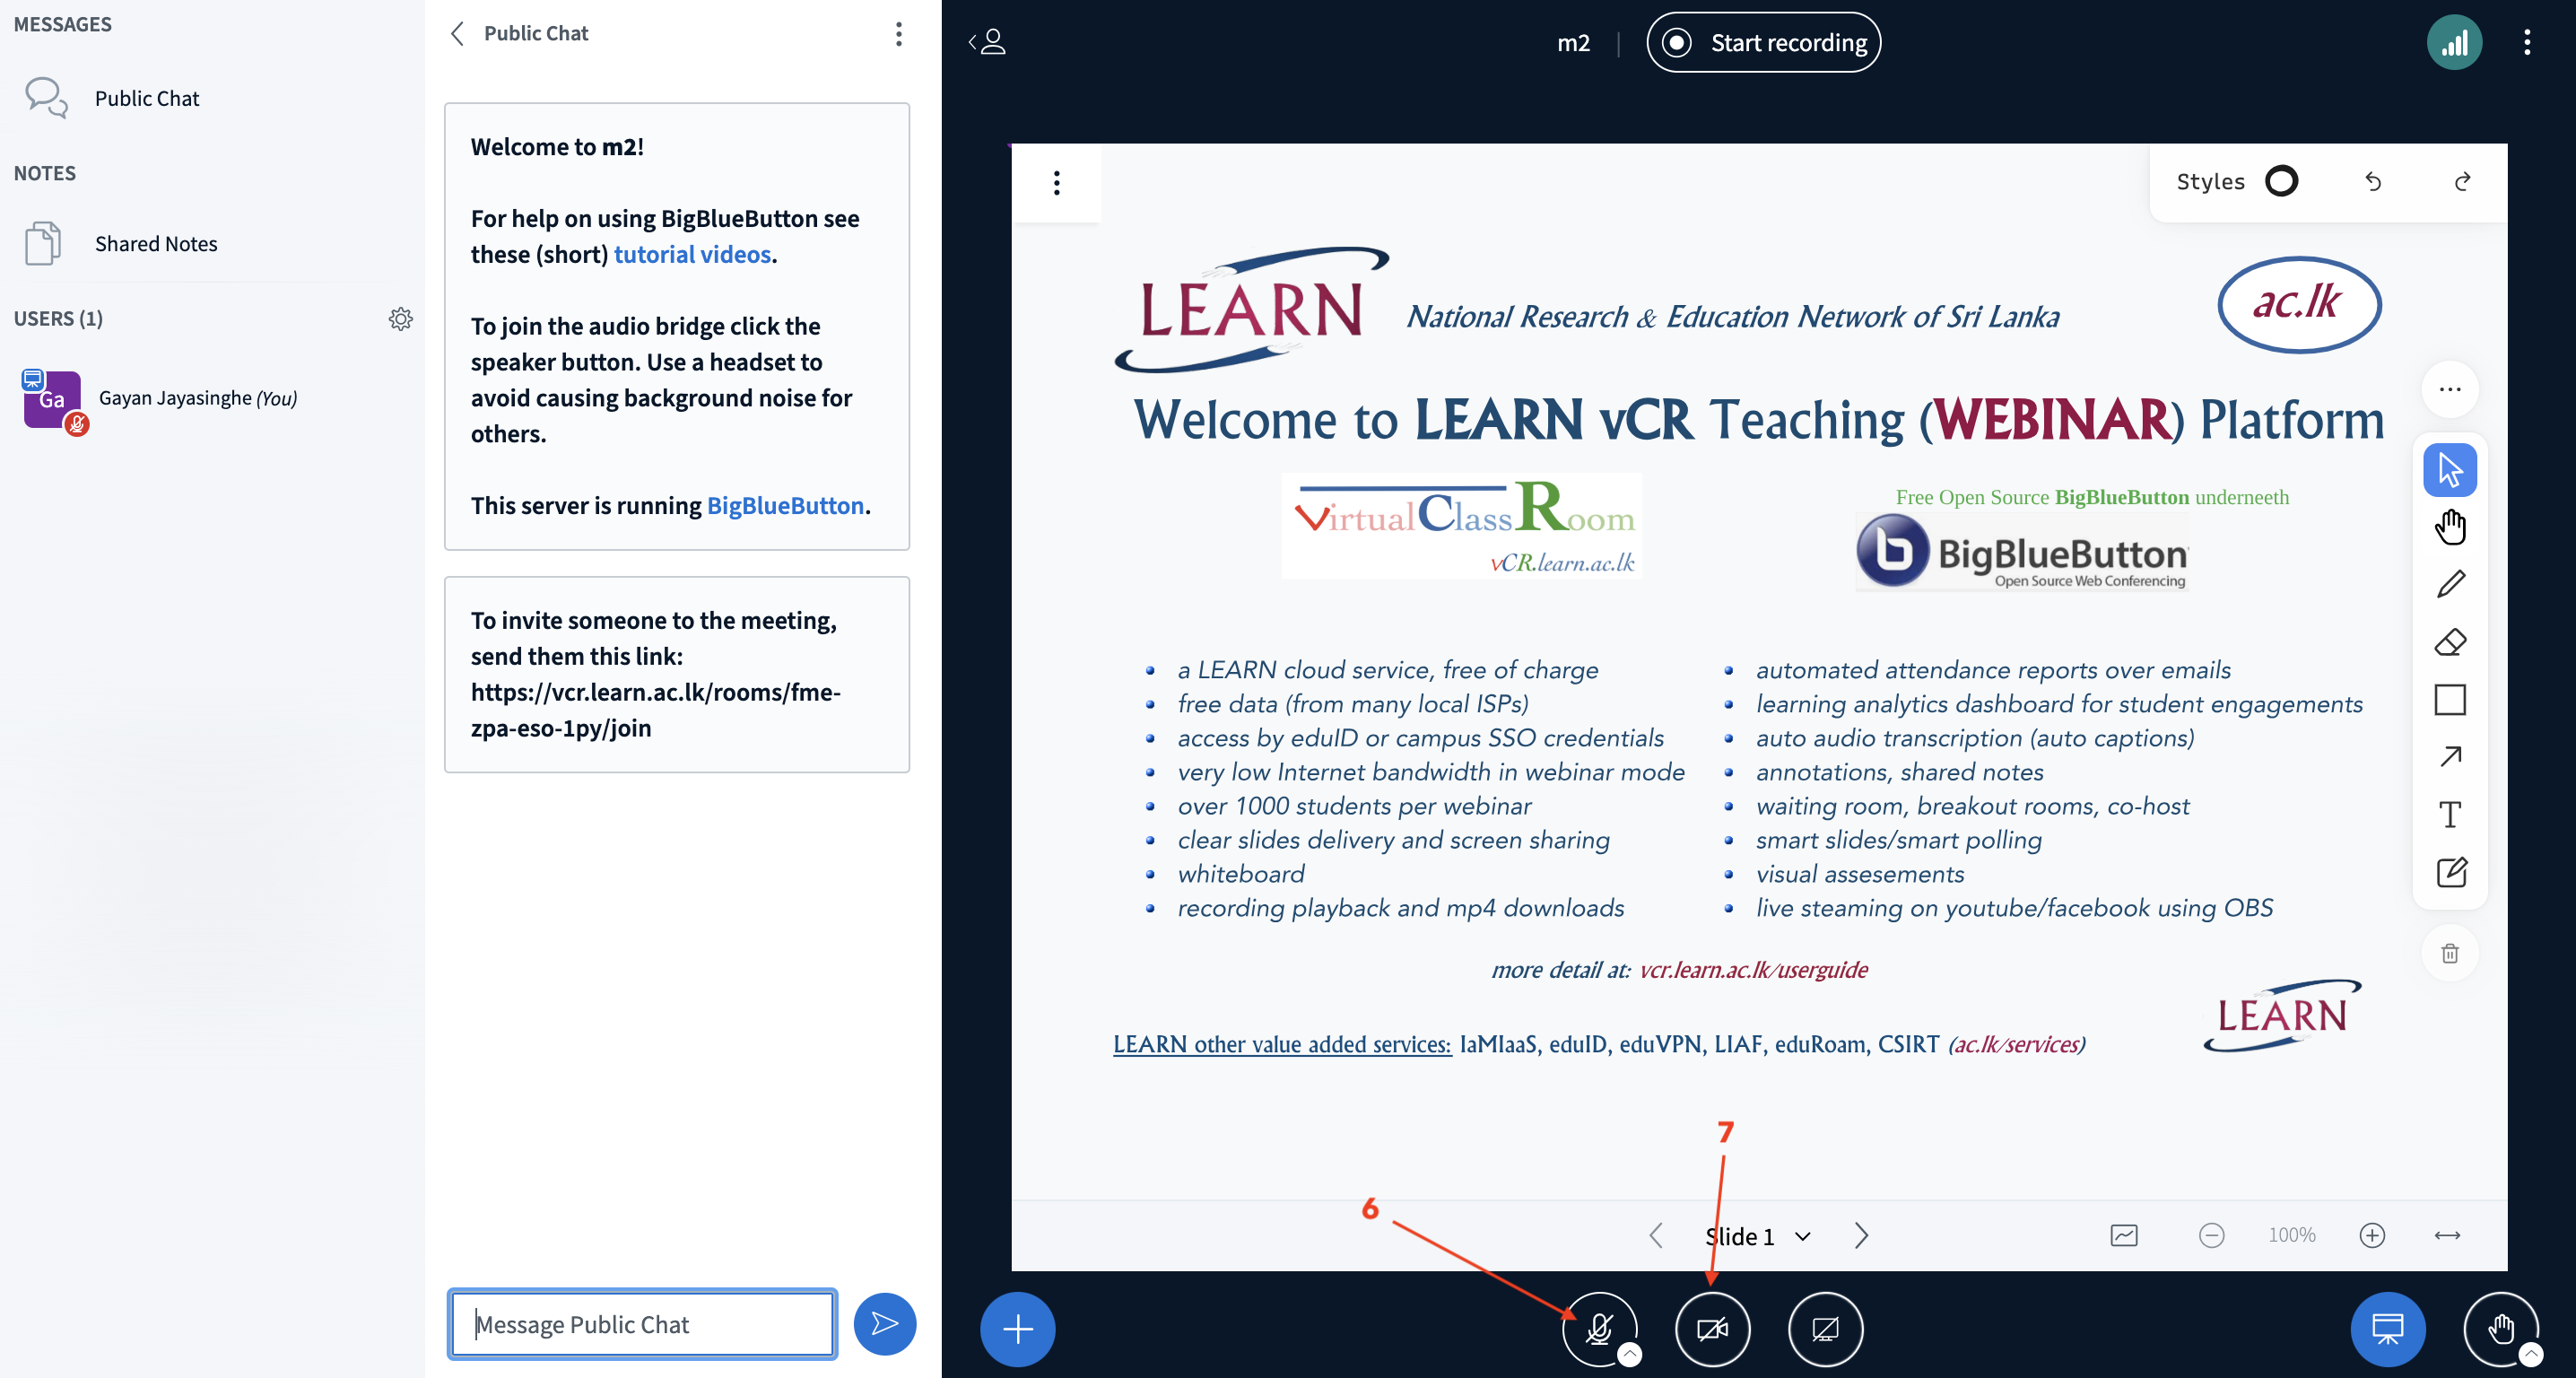 MESSAGES
Public Chat
NOTES
Shared Notes
USERS (1)
Ga
Gayan Jayasinghe (You)
Public Chat
Welcome to m2!
For help on using BigBlueButton see
these (short) tutorial videos.
To join the audio bridge click the
speaker button. Use a headset to
avoid causing background noise for
others.
This server is running BigBlueButton.
To invite someone to the meeting,
send them this link:
https://vcr.learn.ac.lk/rooms/fme-
zpa-eso-1py/join
Message Public Chat
m2
Start recording
Styles
LEARN
National Research & Education Network of Sri Lanka
ac.lk
Welcome to LEARN vCR Teaching (WEBINAR) Platform
VirtualClassRoom
vCR.learn.ac.lk
Free Open Source BigBlueButton underneeth
b BigBlueButton
Open Source Web Conferencing
a LEARN cloud service, free of charge
free data (from many local ISPs)
access by eduID or campus SSO credentials
very low Internet bandwidth in webinar mode
over 1000 students per webinar
clear slides delivery and screen sharing
whiteboard
recording playback and mp4 downloads
automated attendance reports over emails
learning analytics dashboard for student engagements
auto audio transcription (auto captions)
annotations, shared notes
waiting room, breakout rooms, co-host
smart slides/smart polling
visual assesements
live steaming on youtube/facebook using OBS
more detail at: vcr.learn.ac.lk/userguide
LEARN
LEARN other value added services: IaMIaaS, eduID, eduVPN, LIAF, eduRoam, CSIRT (ac.lk/services)
T
7
6
Slide 1
100%